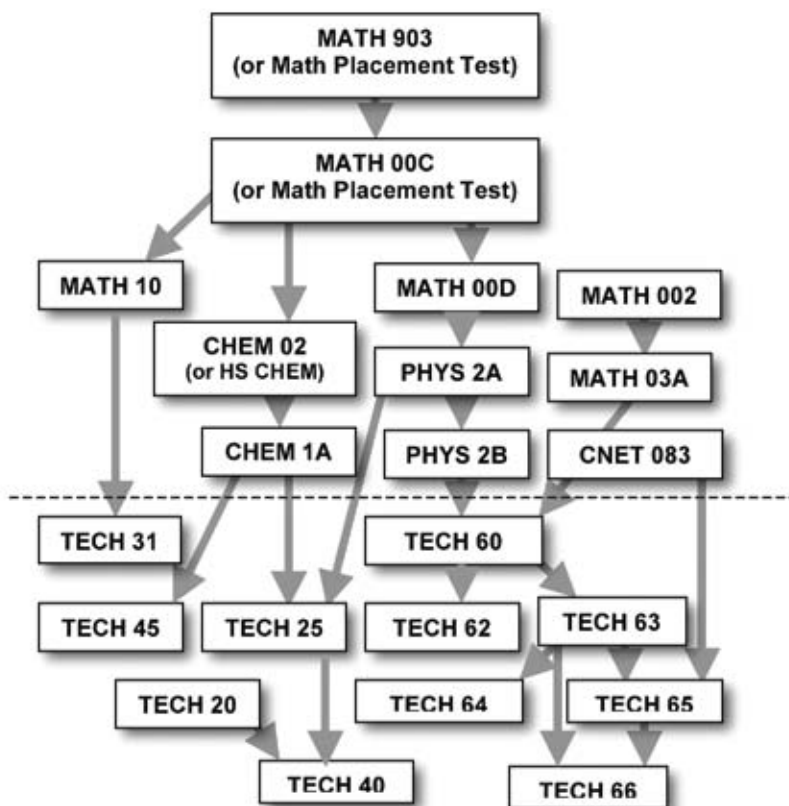 MATH 903
(or Math Placement Test)
MATH 00C
(or Math Placement Test)
MATH 10
MATH 00D
MATH 002
CHEM 02
(or HS CHEM)
PHYS 2A
MATH 03A
CHEM 1A
PHYS 2B
CNET 083
TECH 31
TECH 60
TECH 45
TECH 25
TECH 62
TECH 63
TECH 20
TECH 64
TECH 65
TECH 40
TECH 66